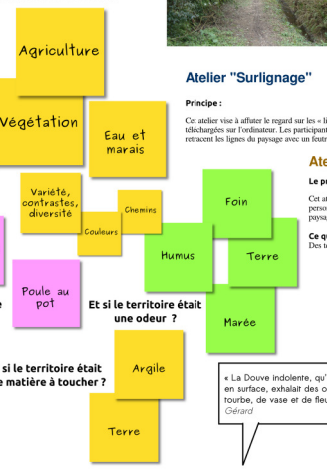 Agriculture
Végétation
Eau et
marais
Variété,
contrastes,
diversité
Couleurs
Chemins
Poule au
pot
Foin
Humus
Terre
Marée
Et si le territoire était
une odeur ?
si le territoire était
matière à toucher ?
Argile
Terre
Atelier "Surlignage"
Principe :
Cet atelier vise à affuter le regard sur les « li
téléchargées sur l'ordinateur. Les participant
retracent les lignes du paysage avec un feutr
Ate
Le p
Cet at
perso
paysa
Ce qu
Des t
« La Douve indolente, qu'
en surface, exhalait des o
tourbe, de vase et de fleu
Gérard